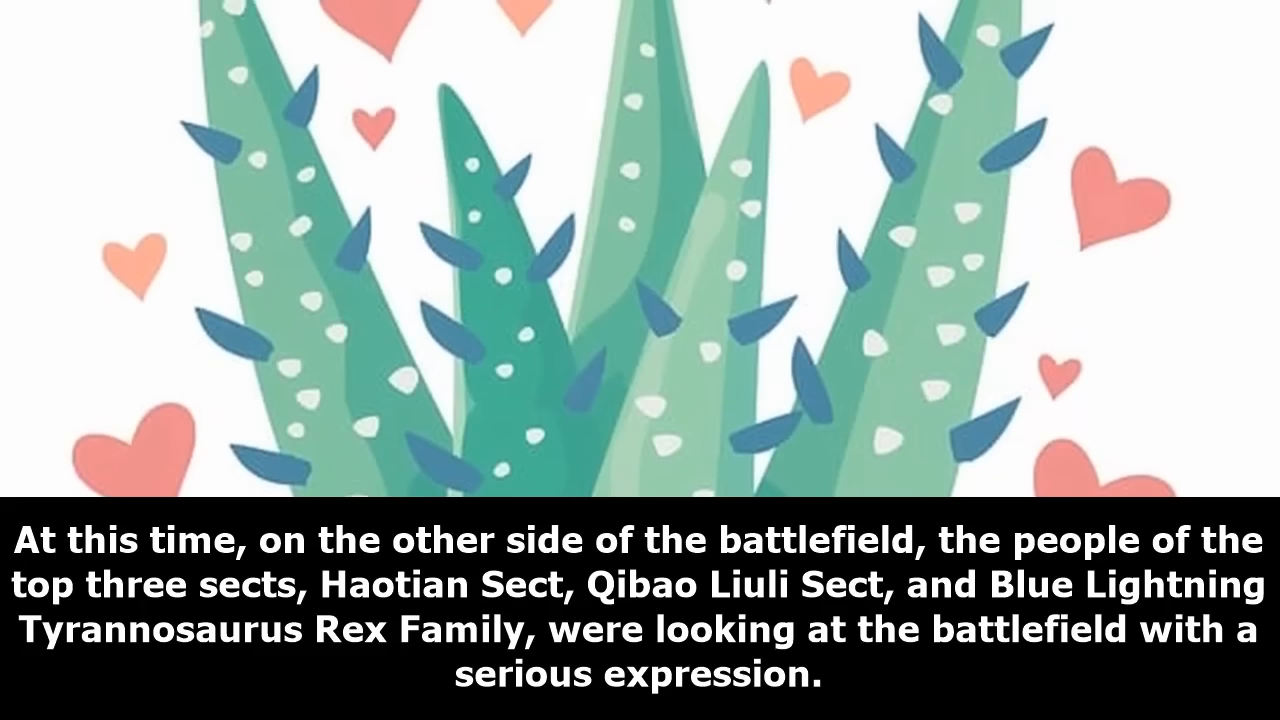 At this time, on the other side of the battlefield, the people of the
top three sects, Haotian Sect, Qibao Liuli Sect, and Blue Lightning
Tyrannosaurus Rex Family, were looking at the battlefield with a
serious expression.